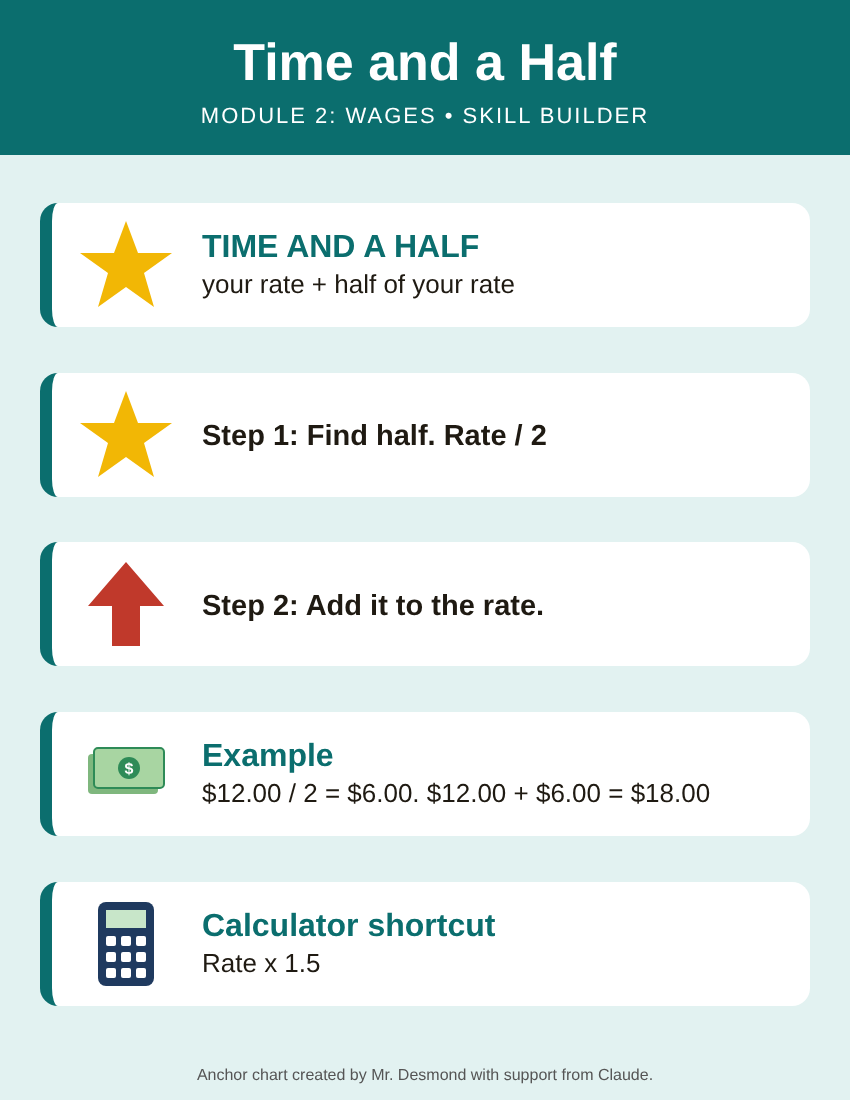 Time and a Half
MODULE 2: WAGES • SKILL BUILDER
TIME AND A HALF
your rate + half of your rate
Step 1: Find half. Rate / 2
Step 2: Add it to the rate.
$
Example
$12.00 / 2 = $6.00. $12.00 + $6.00 = $18.00
Calculator shortcut
Rate x 1.5
Anchor chart created by Mr. Desmond with support from Claude.